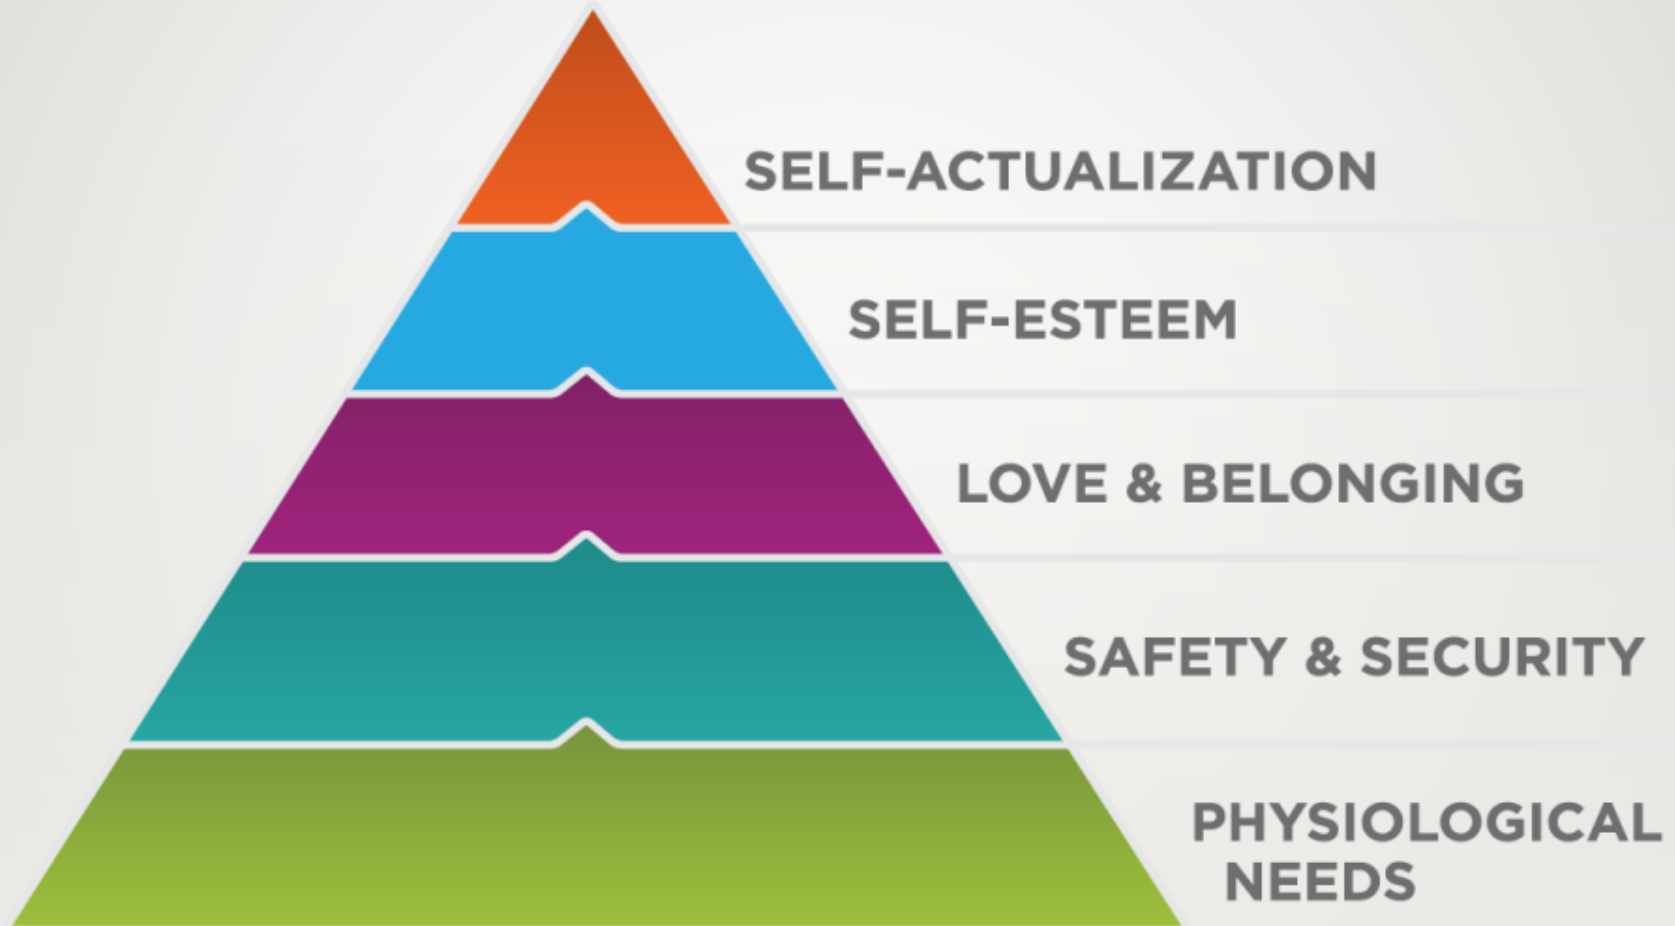 SELF-ACTUALIZATION
SELF-ESTEEM
LOVE & BELONGING
SAFETY & SECURITY
PHYSIOLOGICAL
NEEDS